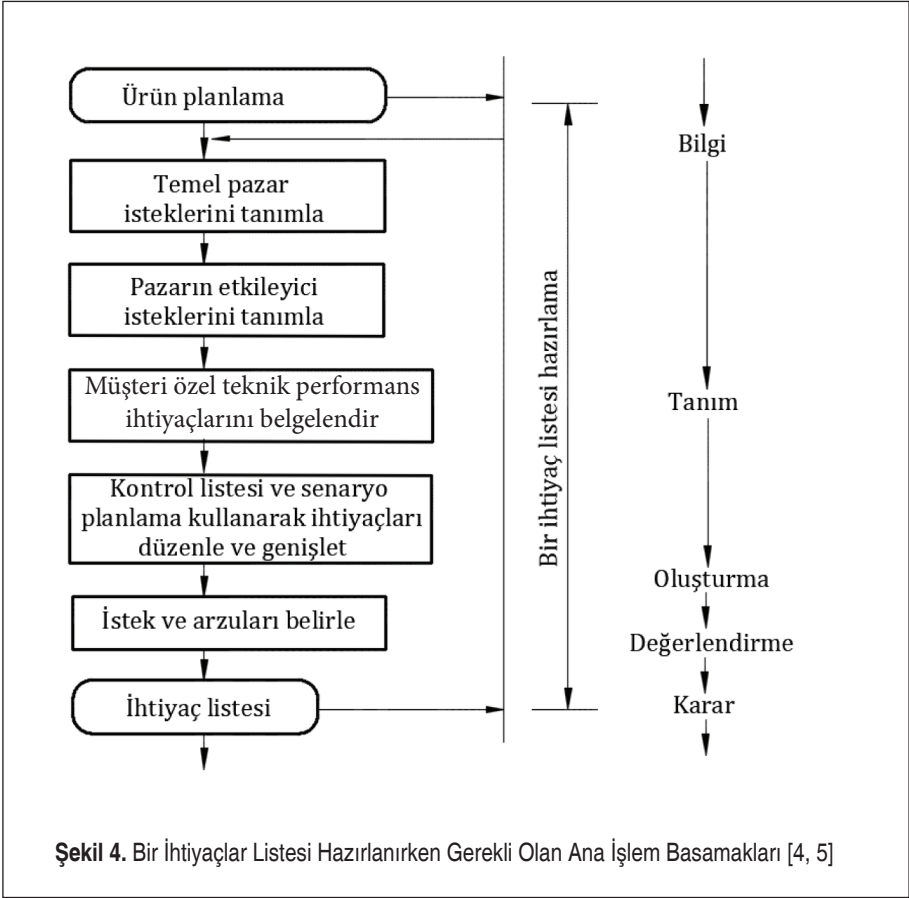 Ürün planlama
Temel pazar
isteklerini tanımla
Pazarın etkileyici
isteklerini tanımla
Müşteri özel teknik performans
ihtiyaçlarını belgelendir
Kontrol listesi ve senaryo
planlama kullanarak ihtiyaçları
düzenle ve genişlet
İstek ve arzuları belirle
İhtiyaç listesi
Bir ihtiyaç listesi hazırlama
Bilgi
Tanım
Oluşturma
Değerlendirme
Karar
Şekil 4. Bir İhtiyaçlar Listesi Hazırlanırken Gerekli Olan Ana İşlem Basamakları [4, 5]